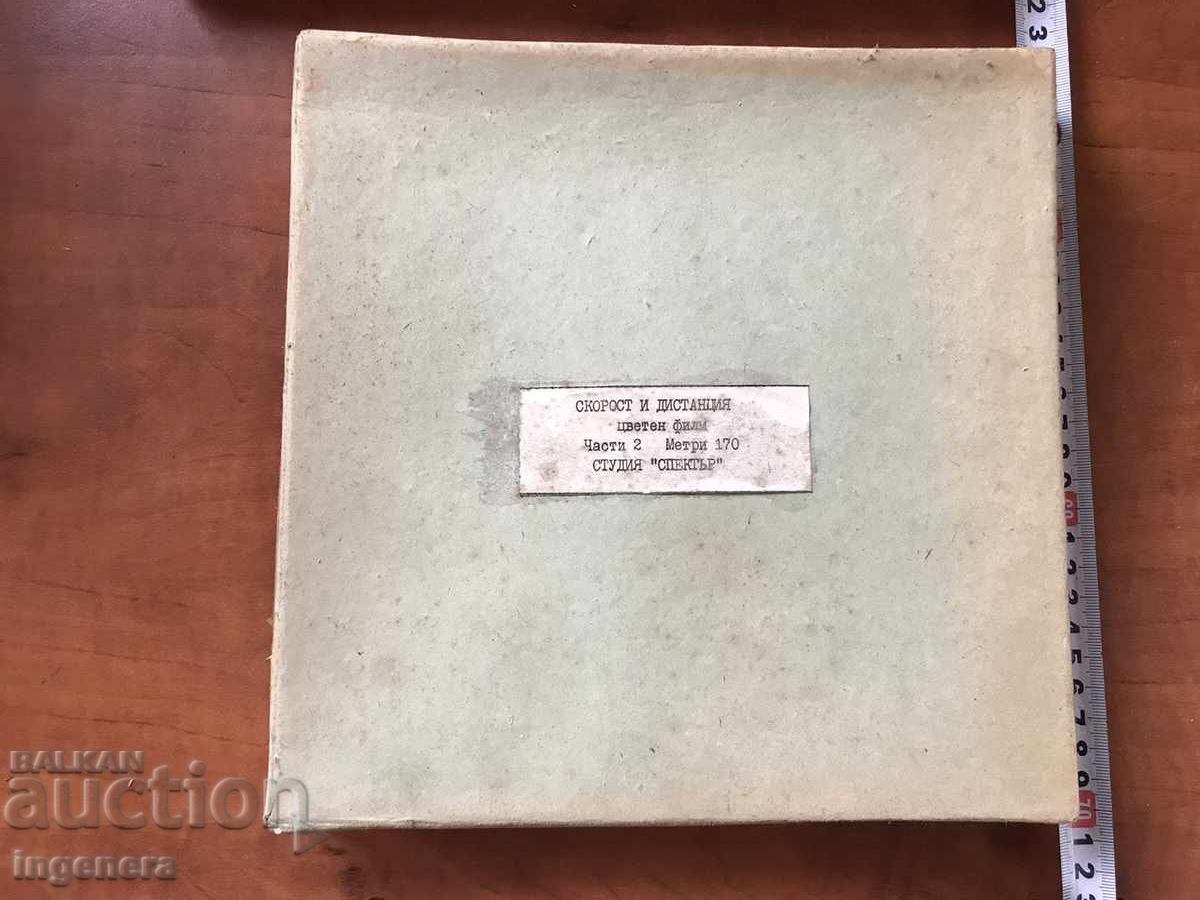 СКОРОСТ И ДИСТАНЦИЯ
цветен филм
Части 2 Метри 170
СТУДИЯ "СПЕКТЪР"
BALKAN
auction
ingenera